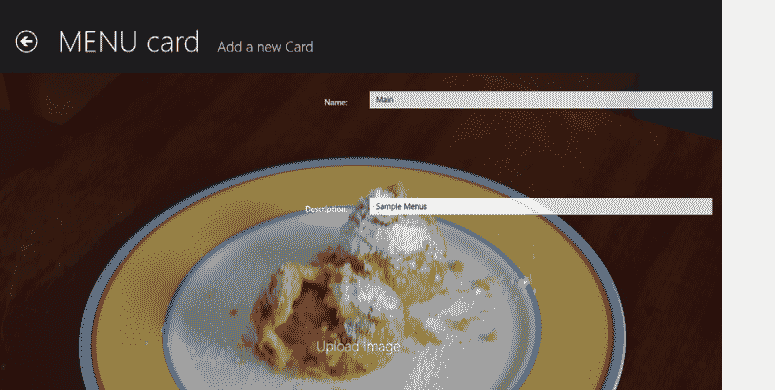 MENU card Add a new Card
Name: Main
Description: Sample Menus
Upload Image